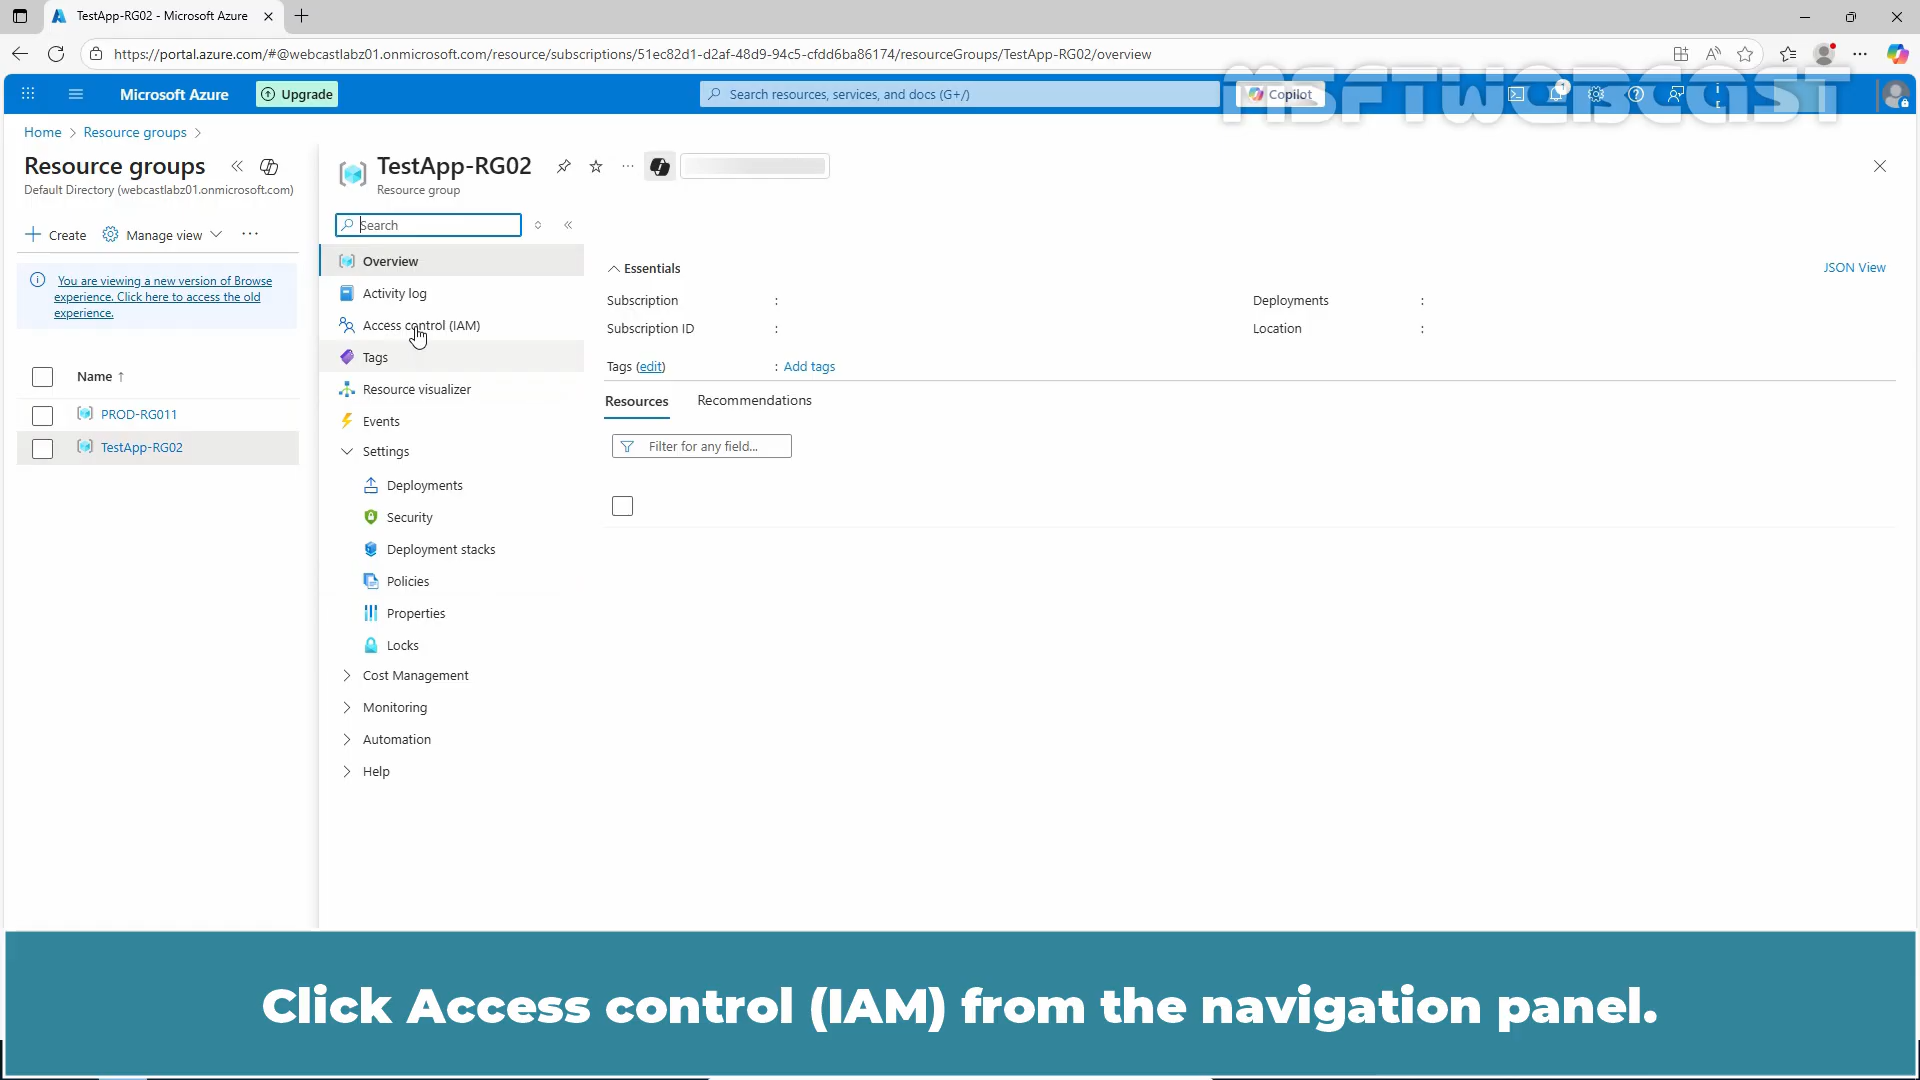 TestApp-RG02 - Microsoft Azure
https://portal.azure.com/#@webcastlabz01.onmicrosoft.com/resource/subscriptions/51ec82d1-d2af-48d9-94c5-cfdd6ba86174/resourceGroups/TestApp-RG02/overview
Microsoft Azure
Upgrade
Search resources, services, and docs (G+/)
Copilot
1
MSFTWEBCAST
Home > Resource groups >
Resource groups
Default Directory (webcastlabz01.onmicrosoft.com)
+ Create
Manage view
...
You are viewing a new version of Browse
experience. Click here to access the old
experience.
Name ↑
PROD-RG011
TestApp-RG02
TestApp-RG02
Resource group
Search
Overview
Activity log
Access control (IAM)
Tags
Resource visualizer
Events
Settings
Deployments
Security
Deployment stacks
Policies
Properties
Locks
Cost Management
Monitoring
Automation
Help
Essentials
JSON View
Subscription :
Subscription ID :
Deployments :
Location :
Tags (edit) : Add tags
Resources
Recommendations
Filter for any field...
Click Access control (IAM) from the navigation panel.